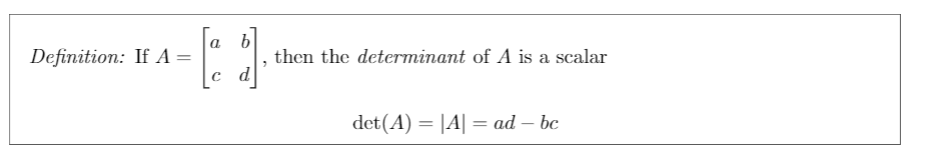 Definition: If A = [a b
c d], then the determinant of A is a scalar
det(A) = |A| = ad − bc